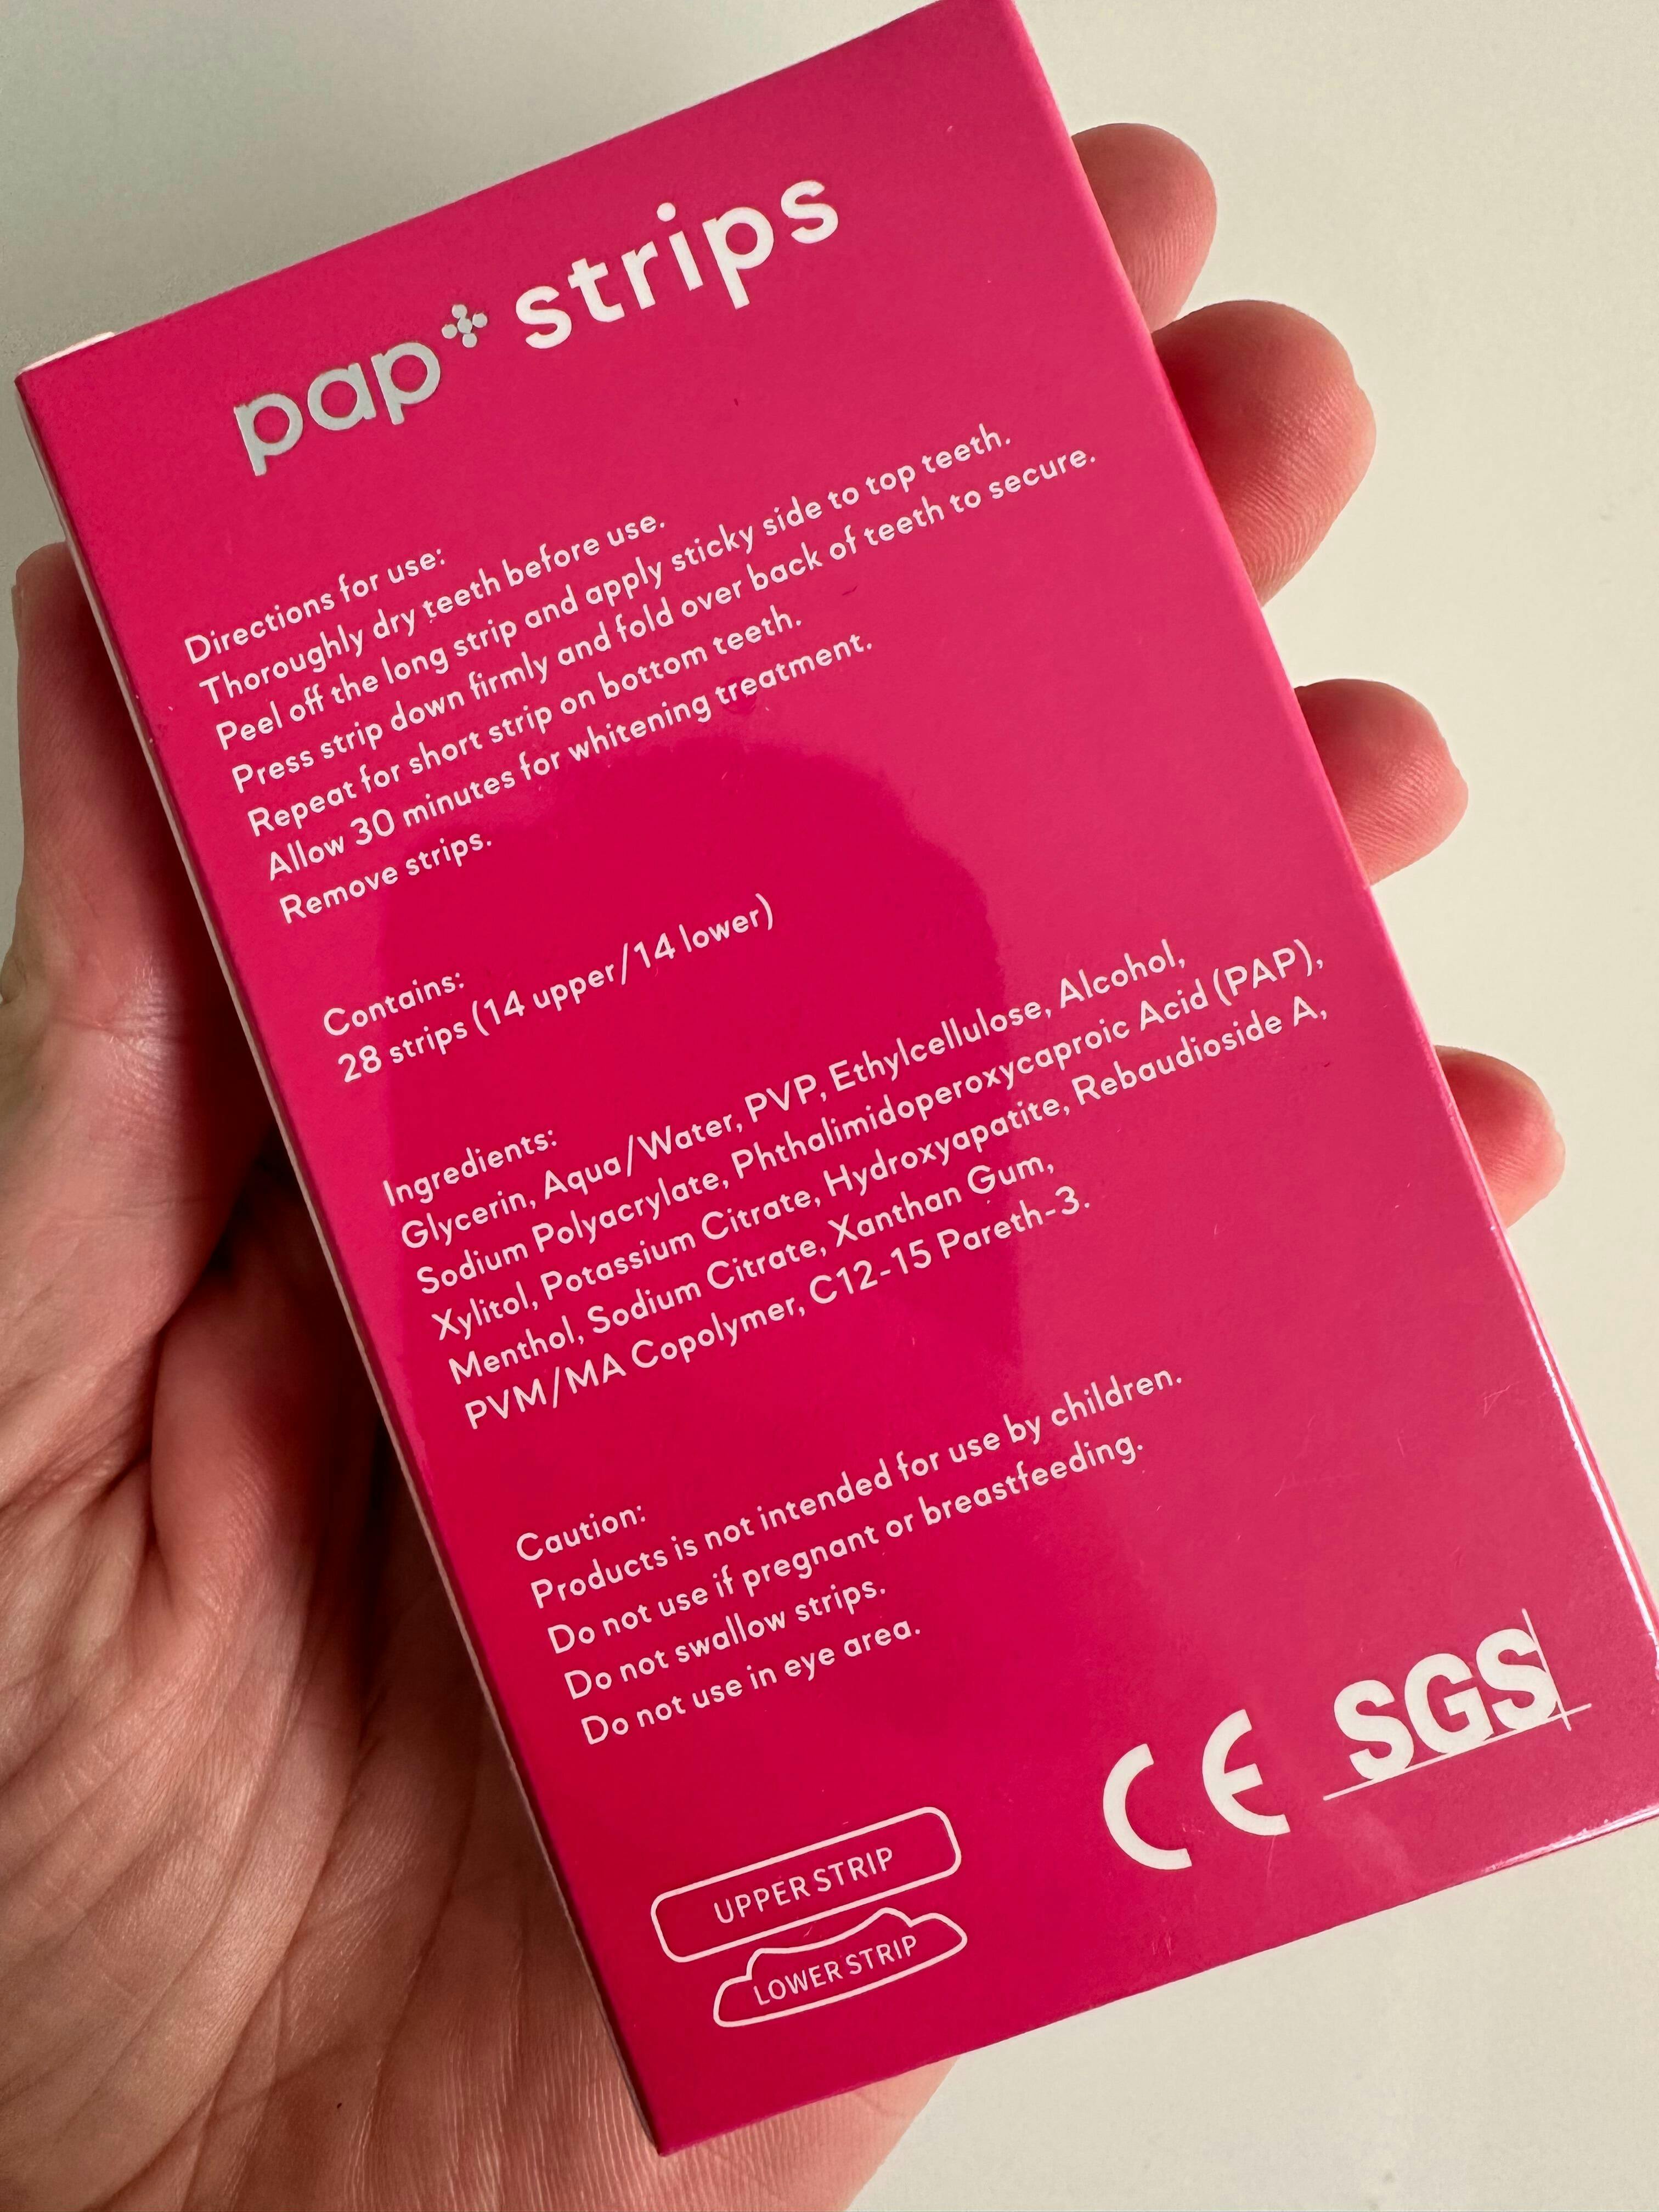 pap+ strips
Directions for use:
Thoroughly dry teeth before use.
Peel off the long strip and apply sticky side to top teeth.
Press strip down firmly and fold over back of teeth to secure.
Repeat for short strip on bottom teeth.
Allow 30 minutes for whitening treatment.
Remove strips.
Contains:
28 strips (14 upper/14 lower)
Ingredients:
Glycerin, Aqua/Water, PVP, Ethylcellulose, Alcohol,
Sodium Polyacrylate, Phthalimidoperoxycaproic Acid (PAP),
Xylitol, Potassium Citrate, Hydroxyapatite, Rebaudioside A,
Menthol, Sodium Citrate, Xanthan Gum,
PVM/MA Copolymer, C12-15 Pareth-3.
Caution:
Products is not intended for use by children.
Do not use if pregnant or breastfeeding.
Do not swallow strips.
Do not use in eye area.
CE SGS
UPPER STRIP
LOWER STRIP